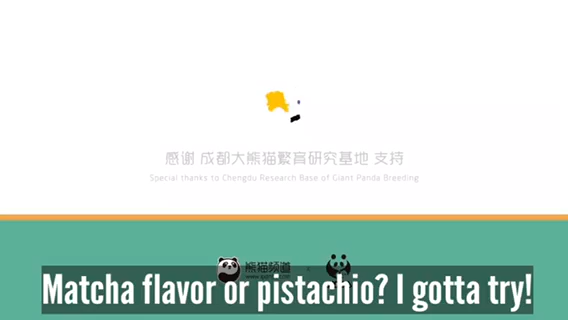 感谢 成都大熊猫繁育研究基地 支持
Special thanks to Chengdu Research Base of Giant Panda Breeding
熊猫频道
Matcha flavor or pistachio? I gotta try!